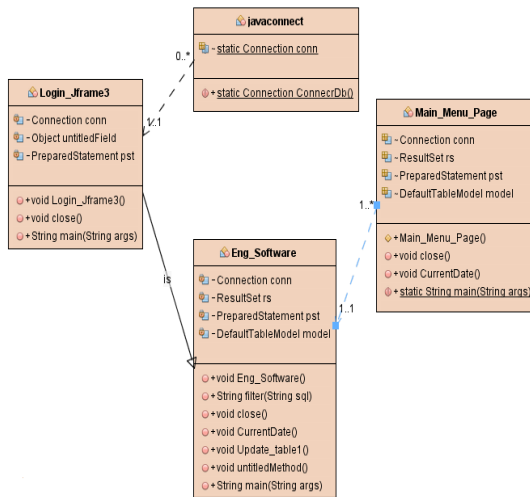 javaconnect
- static Connection conn
+ static Connection ConnecrDb()
0..*
1..1
Login_Jframe3
- Connection conn
- Object untitledField
- PreparedStatement pst
+void Login_Jframe3()
+void close()
+String main(String args)
Main_Menu_Page
- Connection conn
- ResultSet rs
- PreparedStatement pst
- DefaultTableModel model
+Main_Menu_Page()
+void close()
+void CurrentDate()
+static String main(String args)
1..*
1..1
is
Eng_Software
- Connection conn
- ResultSet rs
- PreparedStatement pst
- DefaultTableModel model
+void Eng_Software()
+String filter(String sql)
+void close()
+void CurrentDate()
+void Update_table1()
+void untitledMethod()
+String main(String args)